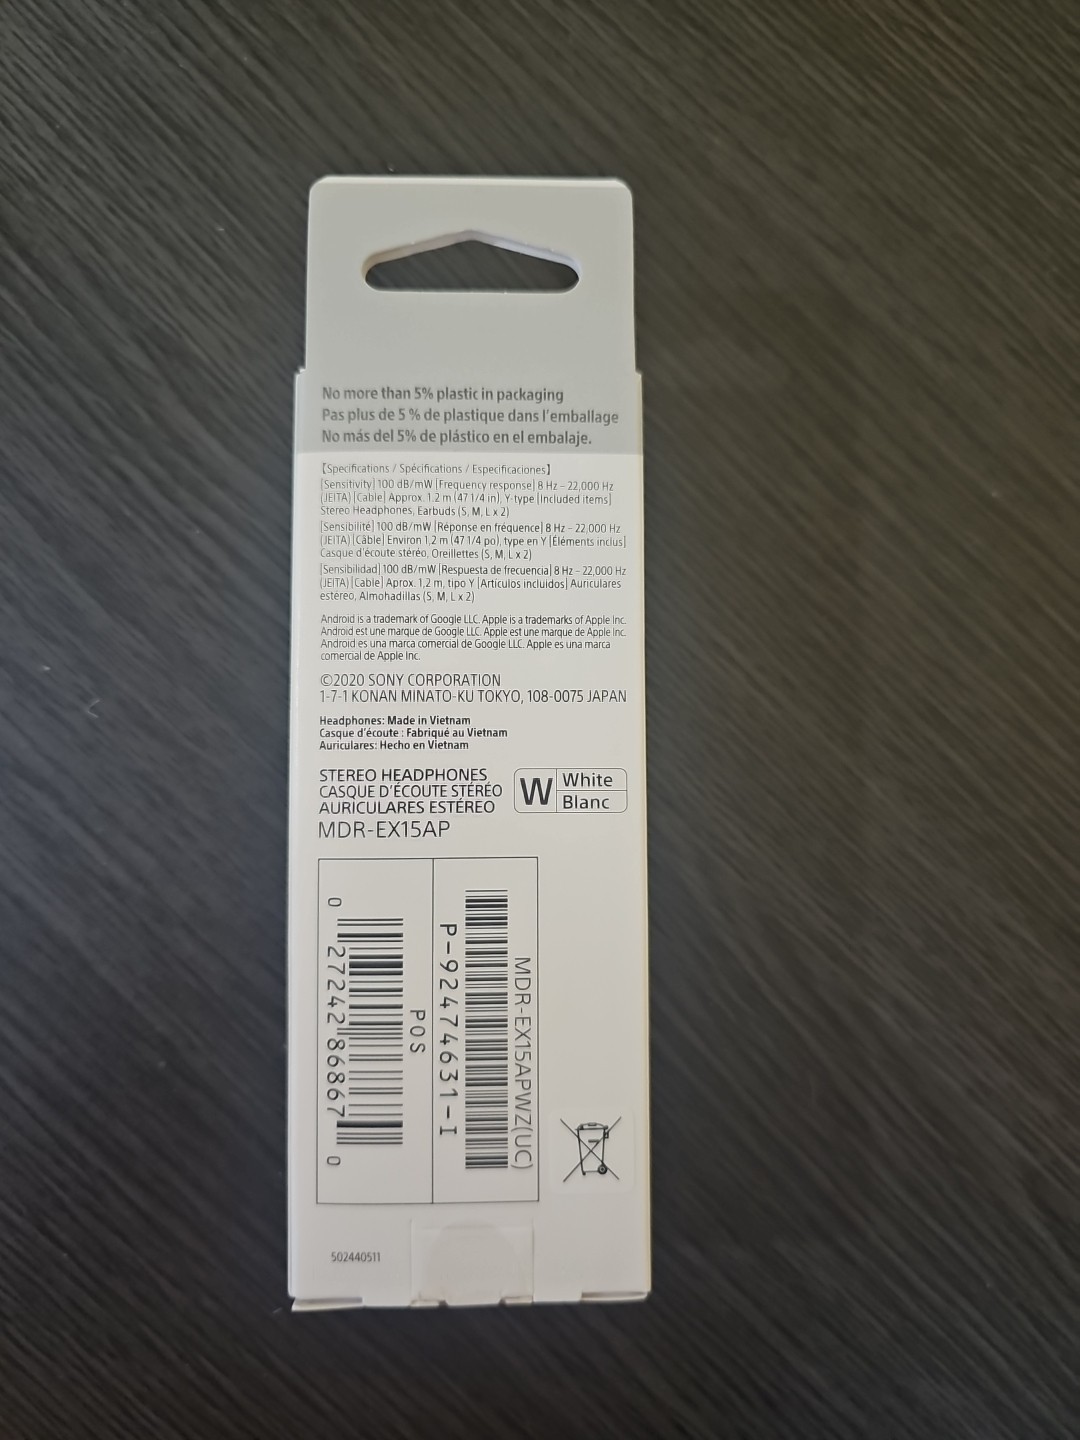 No more than 5% plastic in packaging
Pas plus de 5 % de plastique dans l'emballage
No más del 5% de plástico en el embalaje.
【Specifications / Spécifications / Especificaciones】
[Sensitivity] 100 dB/mW [Frequency response] 8 Hz – 22,000 Hz
(JEITA) [Cable] Approx. 1.2 m (47 1/4 in), Y-type [Included items]
Stereo Headphones, Earbuds (S, M, L x 2)
[Sensibilité] 100 dB/mW [Réponse en fréquence] 8 Hz – 22,000 Hz
(JEITA) [Câble] Environ 1,2 m (47 1/4 po), type en Y [Éléments inclus]
Casque d'écoute stéréo, Oreillettes (S, M, L x 2)
[Sensibilidad] 100 dB/mW [Respuesta de frecuencia] 8 Hz – 22,000 Hz
(JEITA) [Cable] Aprox. 1,2 m, tipo Y [Artículos incluidos] Auriculares
estéreo, Almohadillas (S, M, L x 2)
Android is a trademark of Google LLC. Apple is a trademarks of Apple Inc.
Android est une marque de Google LLC. Apple est une marque de Apple Inc.
Android es una marca comercial de Google LLC. Apple es una marca
comercial de Apple Inc.
©2020 SONY CORPORATION
1-7-1 KONAN MINATO-KU TOKYO, 108-0075 JAPAN
Headphones: Made in Vietnam
Casque d'écoute : Fabriqué au Vietnam
Auriculares: Hecho en Vietnam
STEREO HEADPHONES
CASQUE D'ÉCOUTE STÉRÉO
AURICULARES ESTÉREO
MDR-EX15AP
W White
Blanc
MDR-EX15APWZ(UC)
P-92474631-I
POS
0 27242 86867 0
502440511